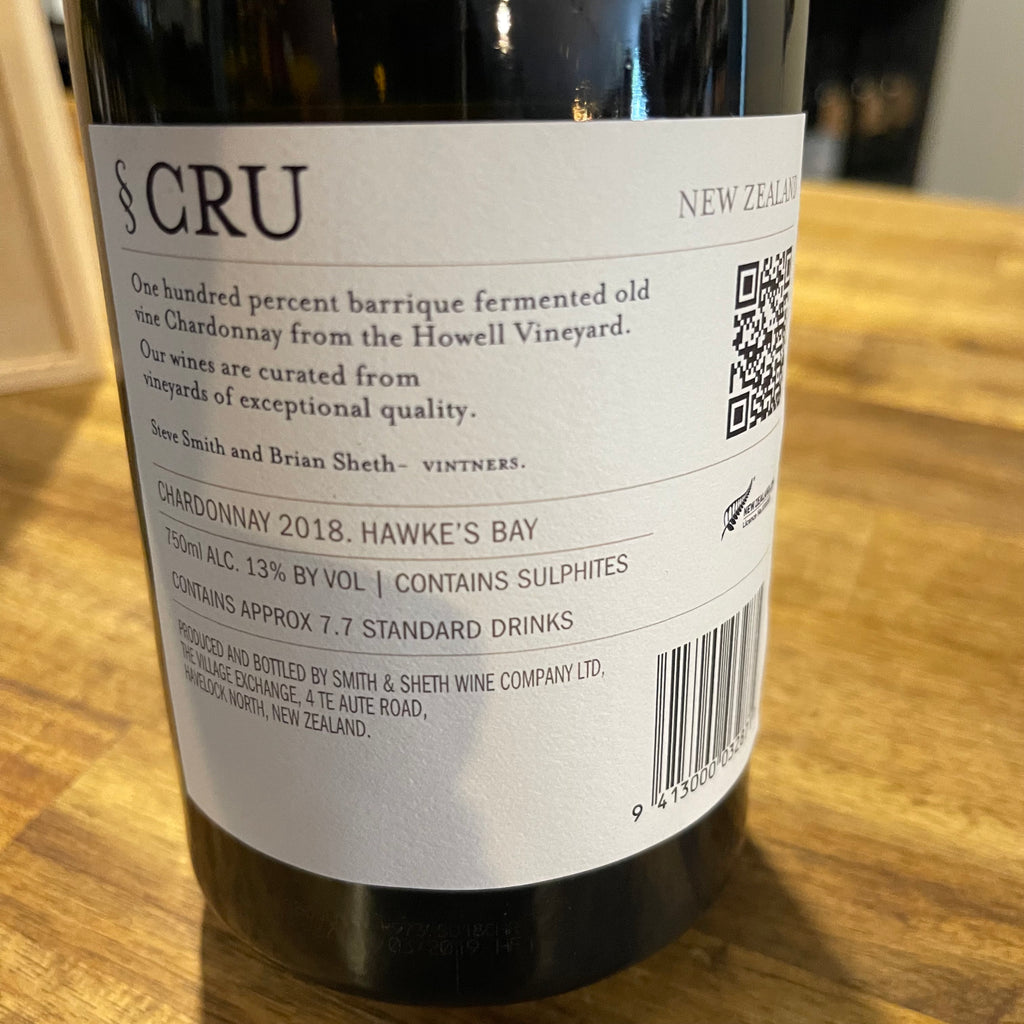 § CRU
NEW ZEALAND
One hundred percent barrique fermented old
vine Chardonnay from the Howell Vineyard.
Our wines are curated from
vineyards of exceptional quality.
Steve Smith and Brian Sheth– VINTNERS.
CHARDONNAY 2018. HAWKE'S BAY
750ml ALC. 13% BY VOL | CONTAINS SULPHITES
CONTAINS APPROX 7.7 STANDARD DRINKS
PRODUCED AND BOTTLED BY SMITH & SHETH WINE COMPANY LTD,
THE VILLAGE EXCHANGE, 4 TE AUTE ROAD,
HAVELOCK NORTH, NEW ZEALAND.
9 413000 032